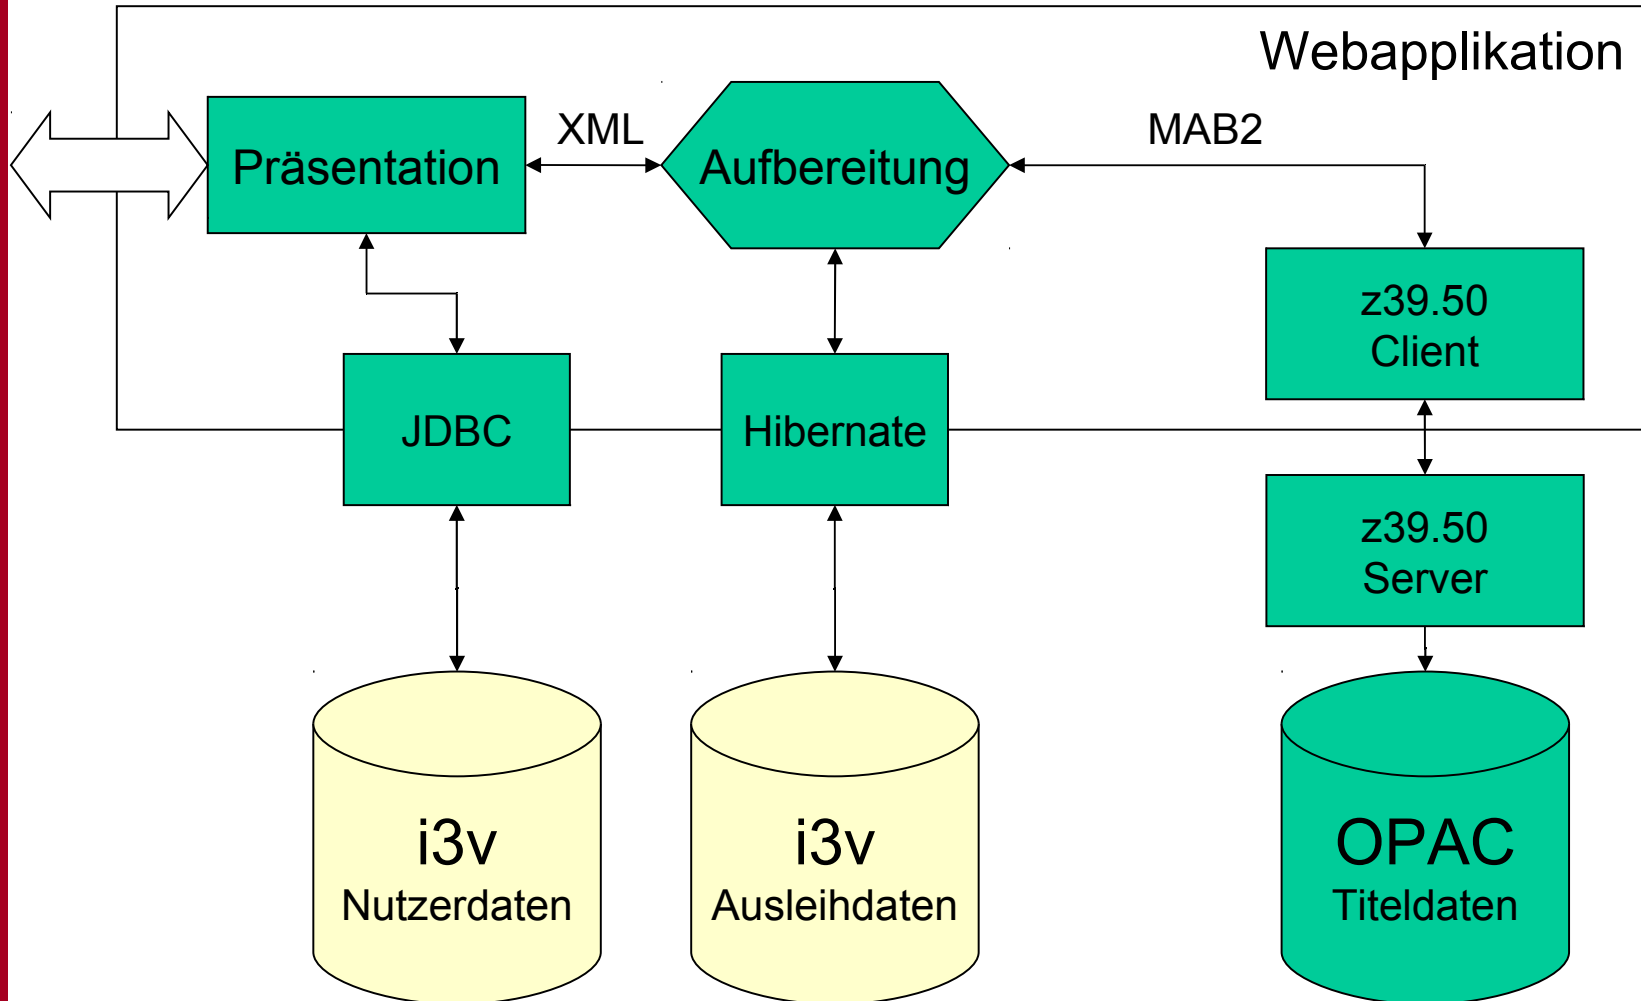 Webapplikation
XML
MAB2
Präsentation
Aufbereitung
z39.50
Client
JDBC
Hibernate
z39.50
Server
i3v
Nutzerdaten
i3v
Ausleihdaten
OPAC
Titeldaten